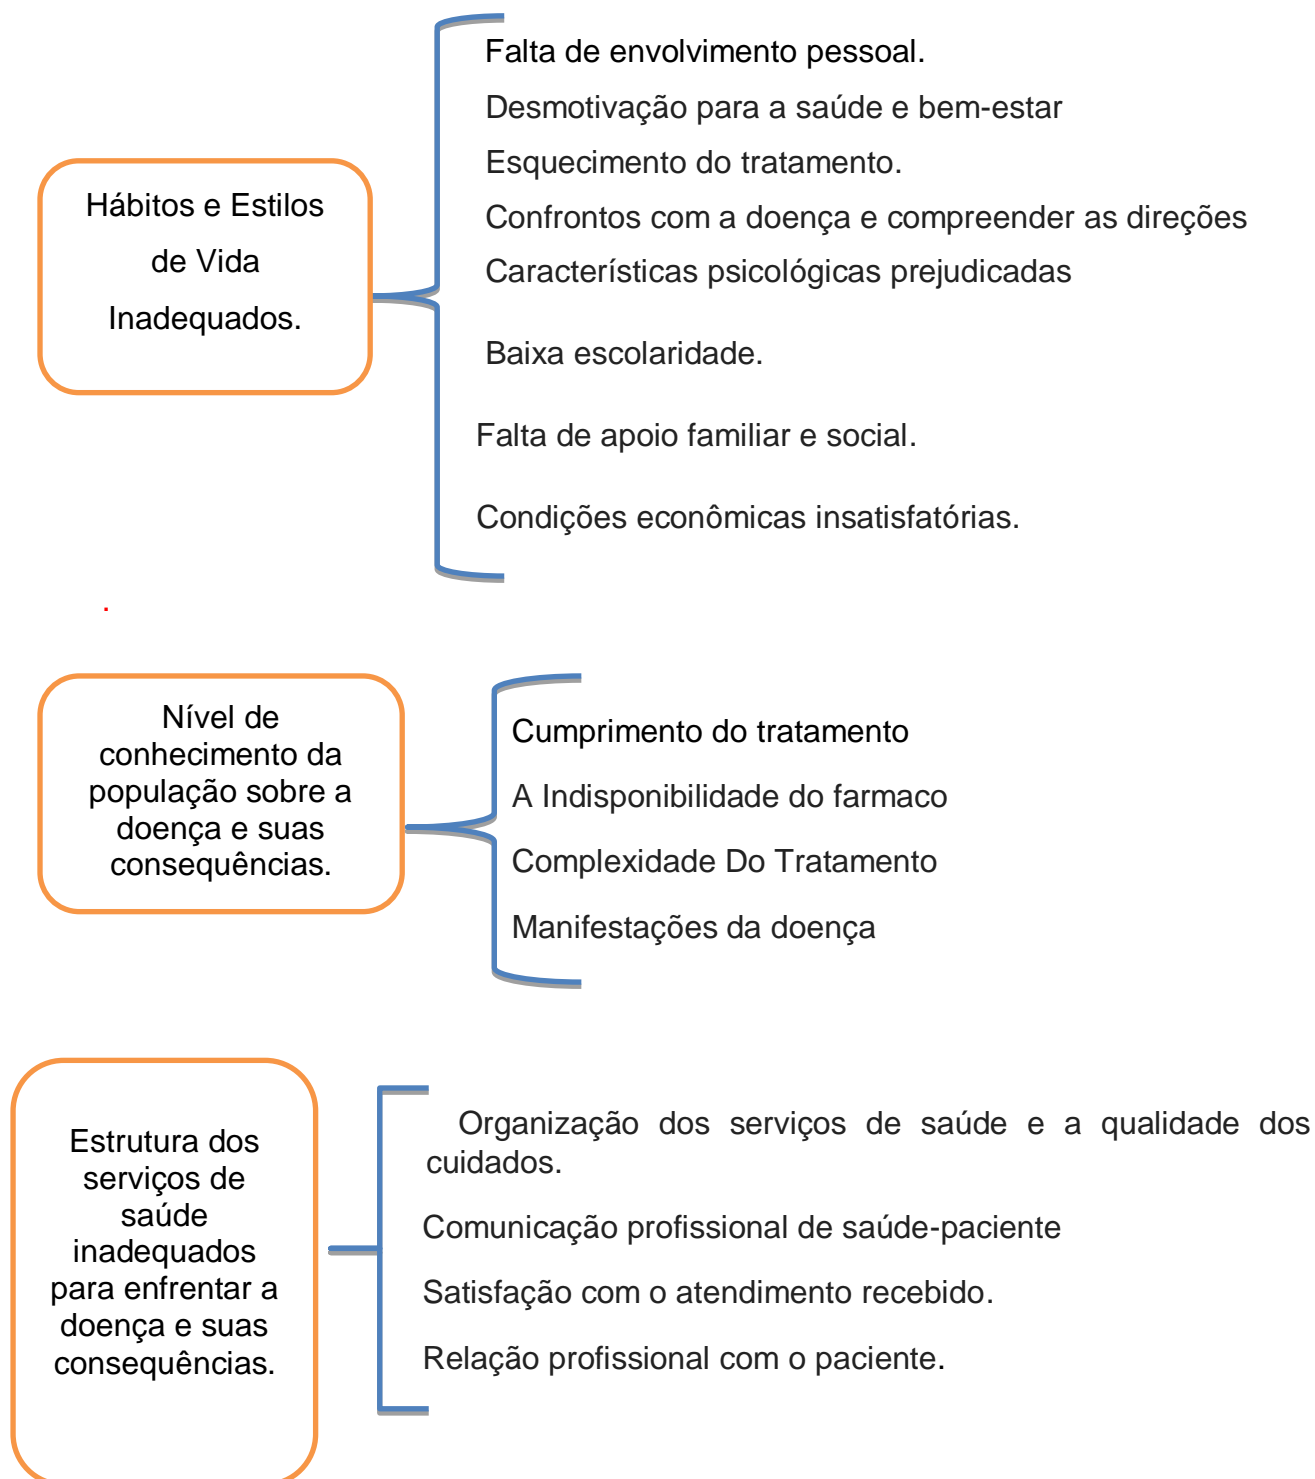 Hábitos e Estilos
de Vida
Inadequados.
Falta de envolvimento pessoal.
Desmotivação para a saúde e bem-estar
Esquecimento do tratamento.
Confrontos com a doença e compreender as direções
Características psicológicas prejudicadas
Baixa escolaridade.
Falta de apoio familiar e social.
Condições econômicas insatisfatórias.
.
Nível de
conhecimento da
população sobre a
doença e suas
consequências.
Cumprimento do tratamento
A Indisponibilidade do farmaco
Complexidade Do Tratamento
Manifestações da doença
Estrutura dos
serviços de
saúde
inadequados
para enfrentar a
doença e suas
consequências.
Organização dos serviços de saúde e a qualidade dos
cuidados.
Comunicação profissional de saúde-paciente
Satisfação com o atendimento recebido.
Relação profissional com o paciente.